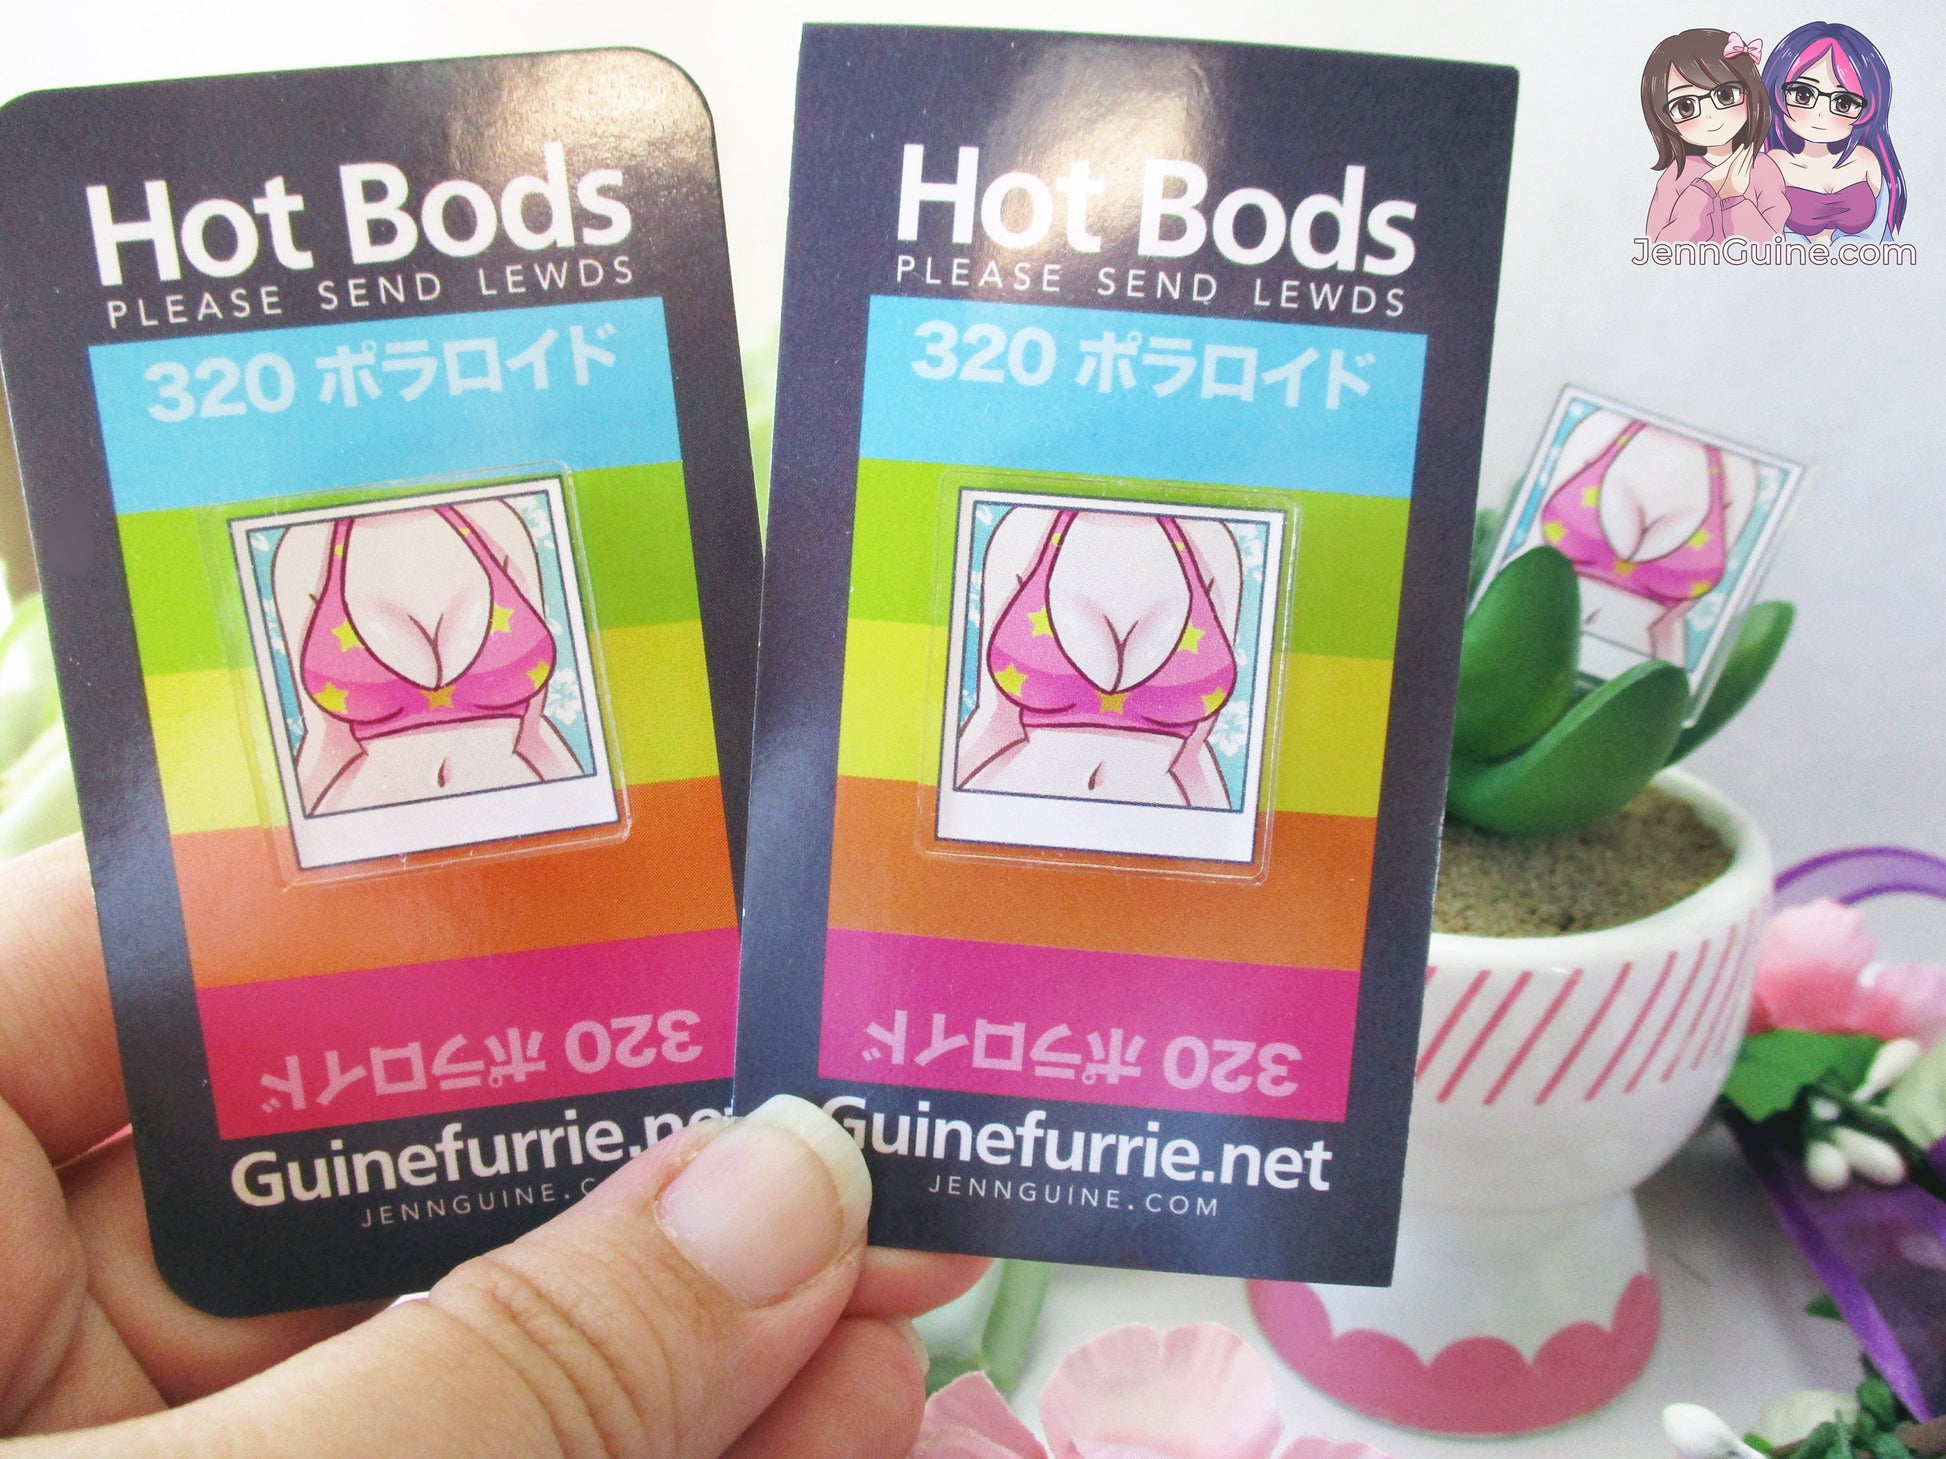 Hot Bods
PLEASE SEND LEWDS
320 ポラロイド
320 ポラロイド
Guinefurrie.ne
JENNGUINE.C
Hot Bods
PLEASE SEND LEWDS
320 ポラロイド
320 ポラロイド
Guinefurrie.net
JENNGUINE.COM
JennGuine.com